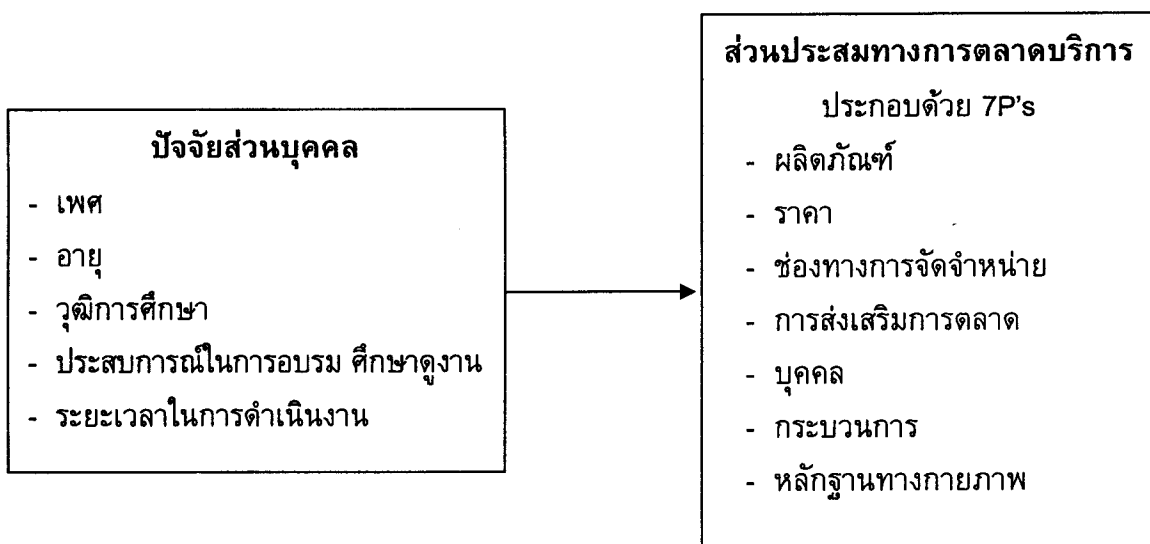 ปัจจัยส่วนบุคคล
- เพศ
- อายุ
- วุฒิการศึกษา
- ประสบการณ์ในการอบรม ศึกษาดูงาน
- ระยะเวลาในการดำเนินงาน
ส่วนประสมทางการตลาดบริการ
ประกอบด้วย 7P's
- ผลิตภัณฑ์
- ราคา
- ช่องทางการจัดจำหน่าย
- การส่งเสริมการตลาด
- บุคคล
- กระบวนการ
- หลักฐานทางกายภาพ